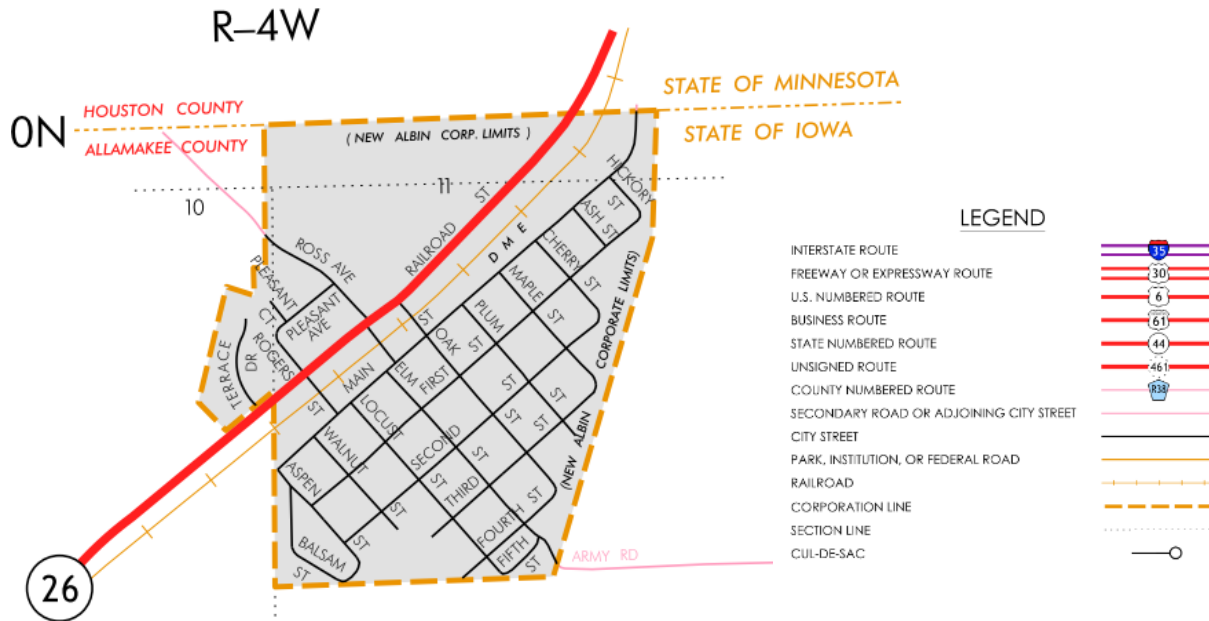 R–4W
STATE OF MINNESOTA
HOUSTON COUNTY
0N
(NEW ALBIN CORP. LIMITS)
STATE OF IOWA
ALLAMAKEE COUNTY
11
10
HICKORY ST
ASH ST
DME
RAILROAD ST
CHERRY ST
ROSS AVE
PLEASANT CT
MAPLE ST
PLEASANT AVE
PLUM ST
OAK ST
ROGERS ST
TERRACE DR
MAIN ST
ELM ST
FIRST ST
LOCUST ST
WALNUT ST
SECOND ST
ASPEN ST
THIRD ST
FOURTH ST
FIFTH ST
BALSAM ST
(NEW ALBIN CORPORATE LIMITS)
ARMY RD
26
LEGEND
INTERSTATE ROUTE 35
FREEWAY OR EXPRESSWAY ROUTE 30
U.S. NUMBERED ROUTE 6
BUSINESS ROUTE 61
STATE NUMBERED ROUTE 44
UNSIGNED ROUTE 461
COUNTY NUMBERED ROUTE R38
SECONDARY ROAD OR ADJOINING CITY STREET
CITY STREET
PARK, INSTITUTION, OR FEDERAL ROAD
RAILROAD
CORPORATION LINE
SECTION LINE
CUL-DE-SAC